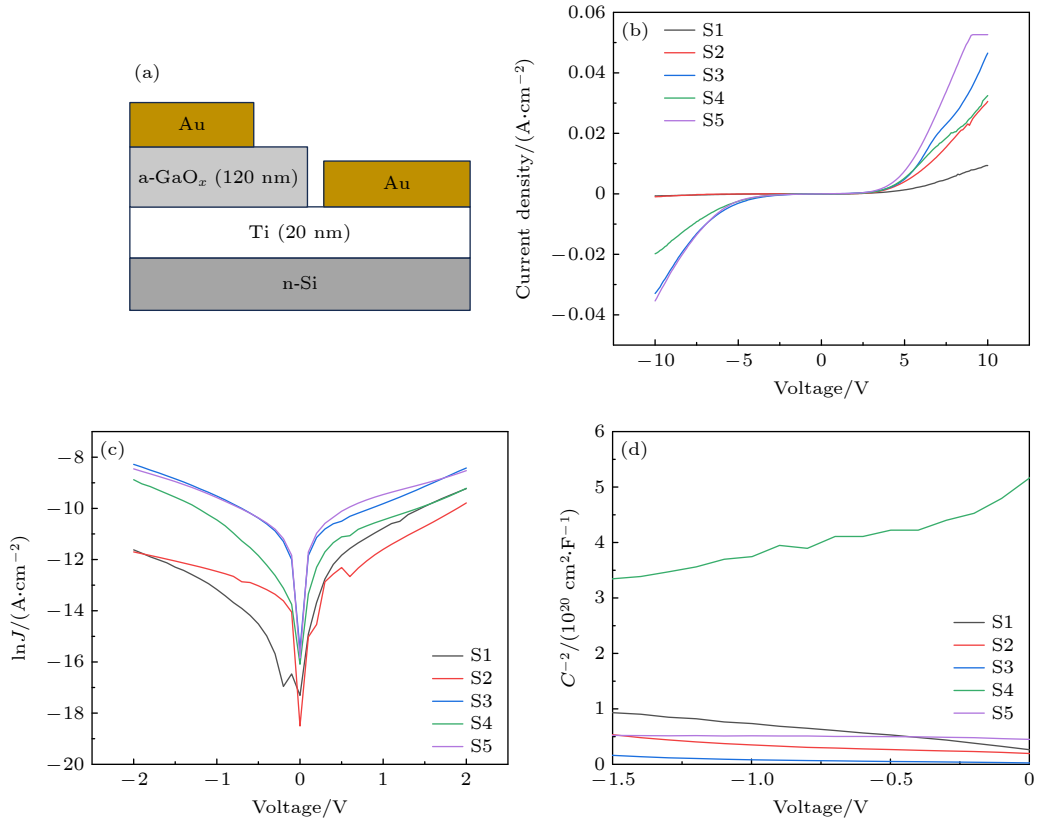 (a)
Au
a-GaOₓ (120 nm)
Au
Ti (20 nm)
n-Si
(b)
S1
S2
S3
S4
S5
0.06
0.04
0.02
0
−0.02
−0.04
Current density/(A·cm⁻²)
−10
−5
0
5
10
Voltage/V
(c)
−8
−10
−12
−14
−16
−18
−20
lnJ/(A·cm⁻²)
S1
S2
S3
S4
S5
−2
−1
0
1
2
Voltage/V
(d)
6
5
4
3
2
1
0
C⁻²/(10²⁰ cm²·F⁻¹)
S1
S2
S3
S4
S5
−1.5
−1.0
−0.5
0
Voltage/V